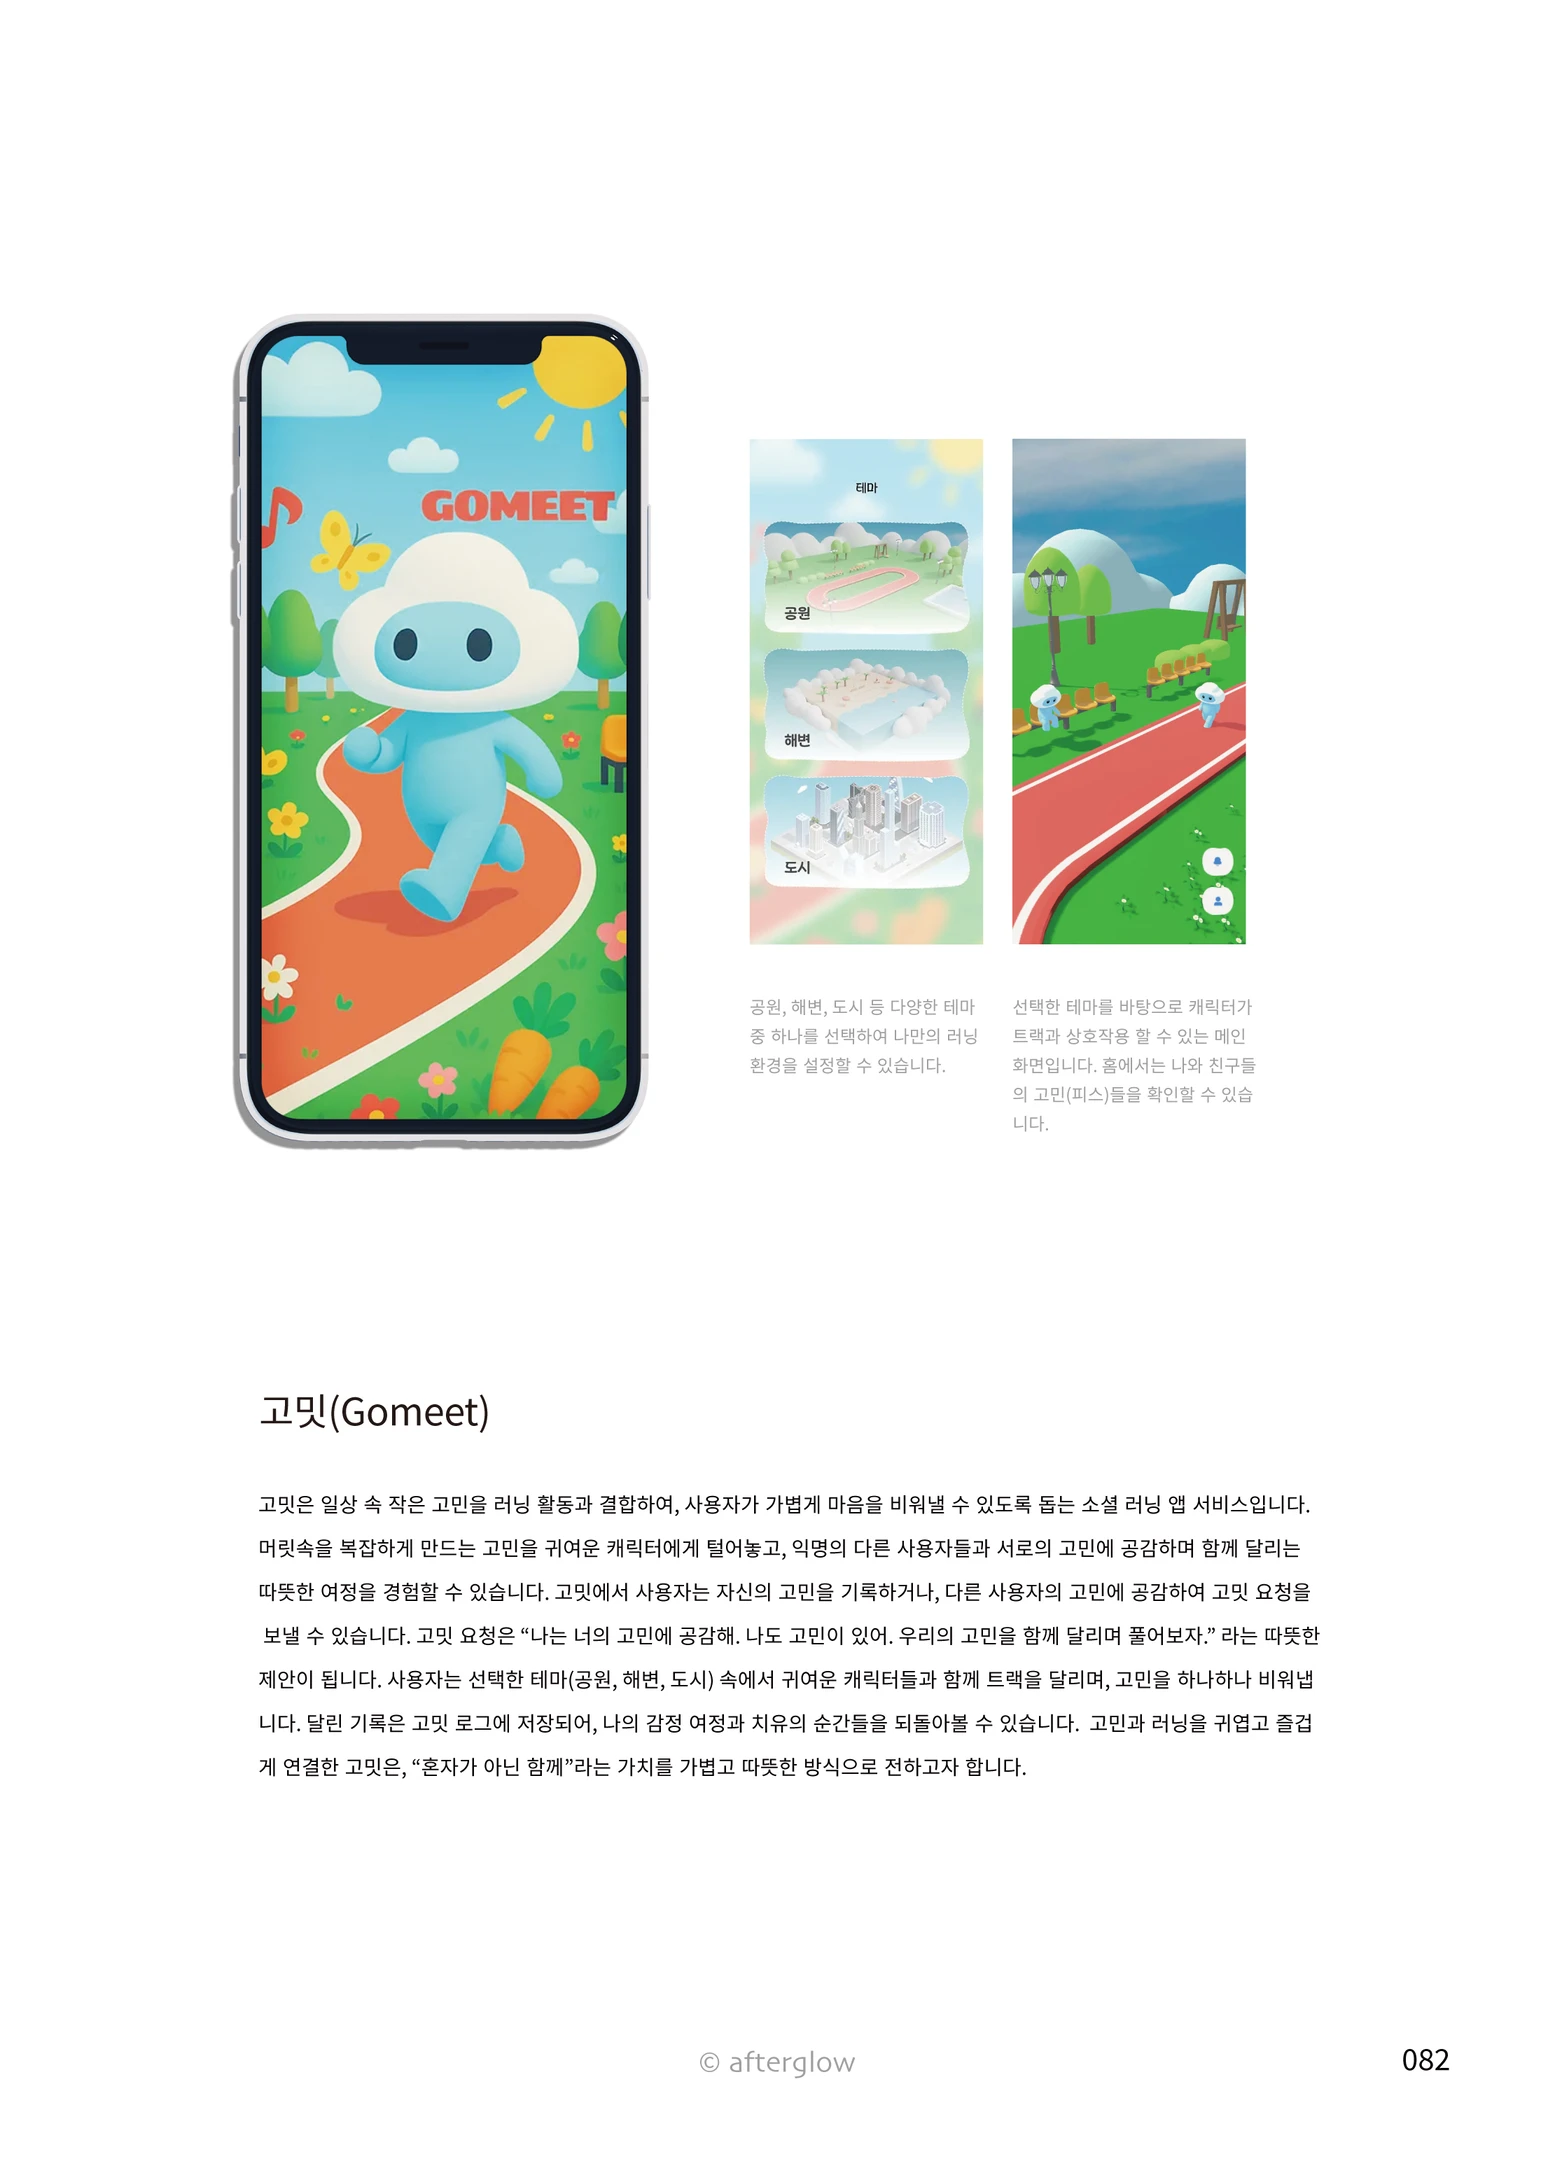 GOMEET
테마
공원
해변
도시
공원, 해변, 도시 등 다양한 테마
중 하나를 선택하여 나만의 러닝
환경을 설정할 수 있습니다.
선택한 테마를 바탕으로 캐릭터가
트랙과 상호작용 할 수 있는 메인
화면입니다. 홈에서는 나와 친구들
의 고민(피스)들을 확인할 수 있습
니다.
고밋(Gomeet)
고밋은 일상 속 작은 고민을 러닝 활동과 결합하여, 사용자가 가볍게 마음을 비워낼 수 있도록 돕는 소셜 러닝 앱 서비스입니다.
머릿속을 복잡하게 만드는 고민을 귀여운 캐릭터에게 털어놓고, 익명의 다른 사용자들과 서로의 고민에 공감하며 함께 달리는
따뜻한 여정을 경험할 수 있습니다. 고밋에서 사용자는 자신의 고민을 기록하거나, 다른 사용자의 고민에 공감하여 고밋 요청을
보낼 수 있습니다. 고밋 요청은 “나는 너의 고민에 공감해. 나도 고민이 있어. 우리의 고민을 함께 달리며 풀어보자.” 라는 따뜻한
제안이 됩니다. 사용자는 선택한 테마(공원, 해변, 도시) 속에서 귀여운 캐릭터들과 함께 트랙을 달리며, 고민을 하나하나 비워냅
니다. 달린 기록은 고밋 로그에 저장되어, 나의 감정 여정과 치유의 순간들을 되돌아볼 수 있습니다. 고민과 러닝을 귀엽고 즐겁
게 연결한 고밋은, “혼자가 아닌 함께”라는 가치를 가볍고 따뜻한 방식으로 전하고자 합니다.
© afterglow
082